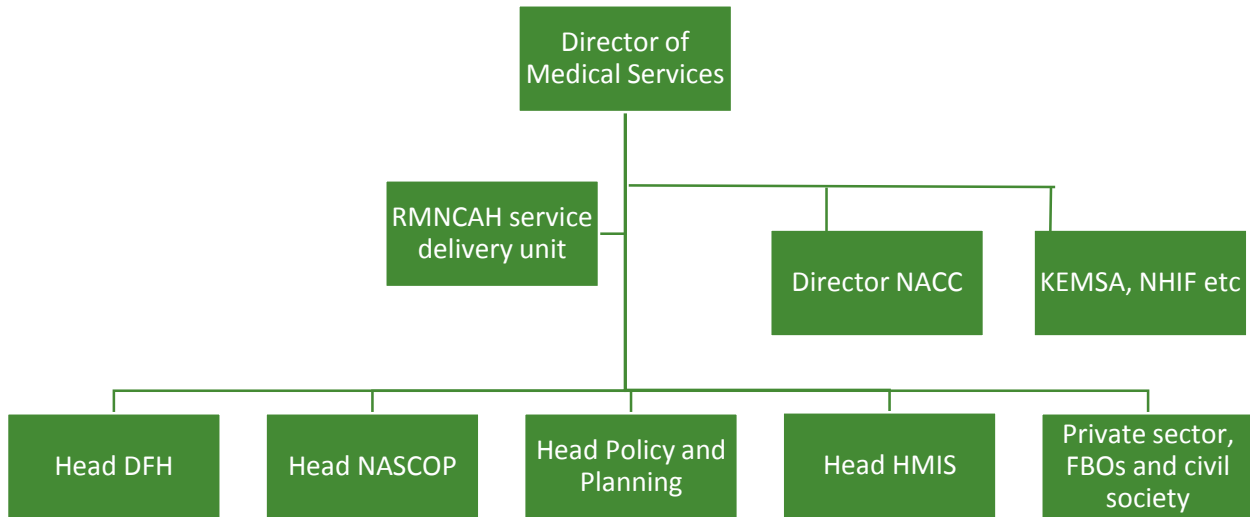 Director of
Medical Services
RMNCAH service
delivery unit
Director NACC
KEMSA, NHIF etc
Head DFH
Head NASCOP
Head Policy and
Planning
Head HMIS
Private sector,
FBOs and civil
society